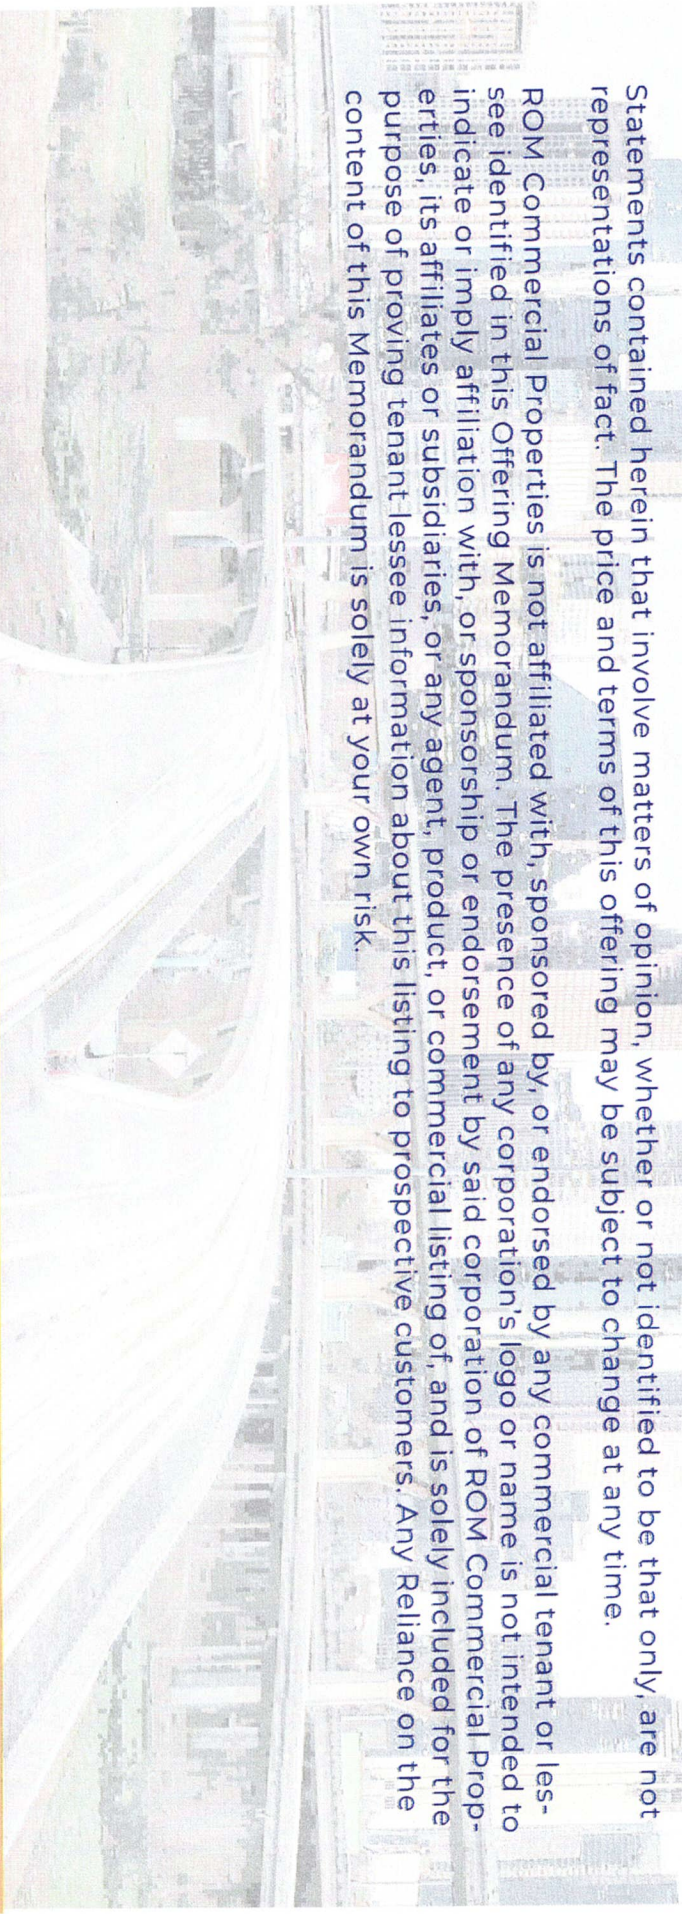 Statements contained herein that involve matters of opinion, whether or not identified to be that only, are not
representations of fact. The price and terms of this offering may be subject to change at any time.
ROM Commercial Properties is not affiliated with, sponsored by, or endorsed by any commercial tenant or les-
see identified in this Offering Memorandum. The presence of any corporation's logo or name is not intended to
indicate or imply affiliation with, or sponsorship or endorsement by said corporation of ROM Commercial Prop-
erties, its affiliates or subsidiaries, or any agent, product, or commercial listing of, and is solely included for the
purpose of proving tenant lessee information about this listing to prospective customers. Any Reliance on the
content of this Memorandum is solely at your own risk.